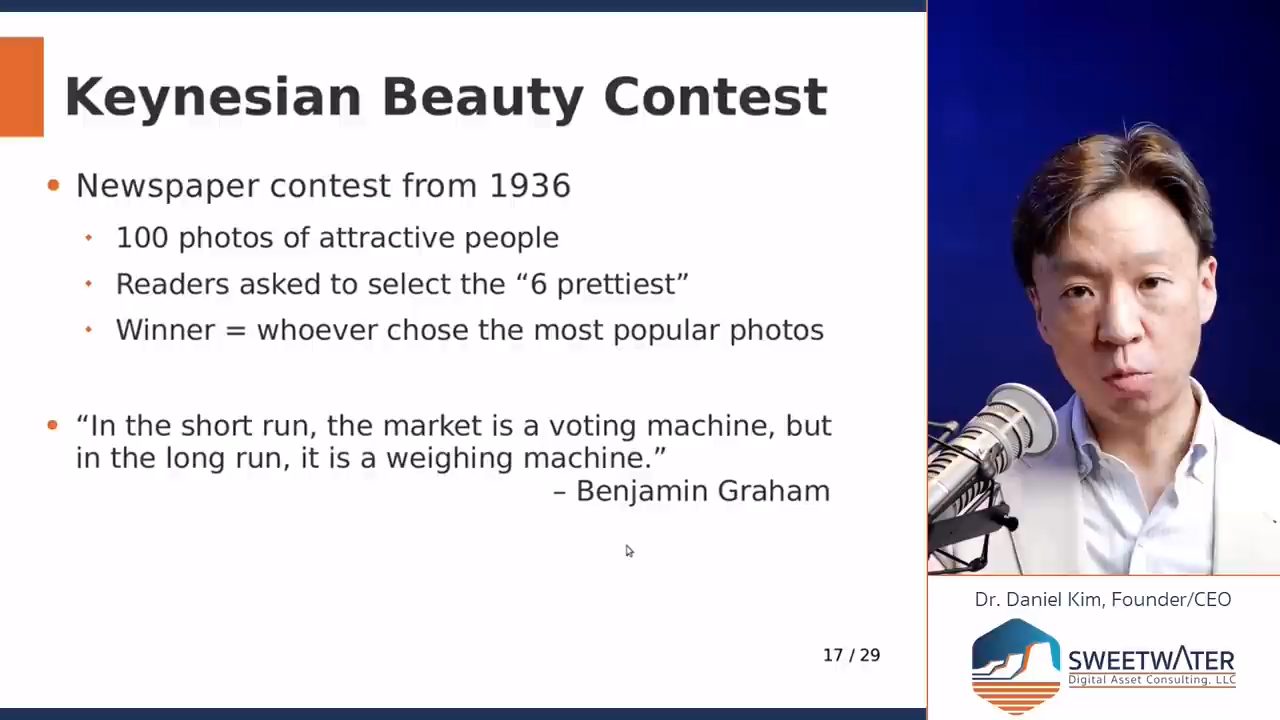 Keynesian Beauty Contest
Newspaper contest from 1936
100 photos of attractive people
Readers asked to select the “6 prettiest”
Winner = whoever chose the most popular photos
“In the short run, the market is a voting machine, but
in the long run, it is a weighing machine.”
– Benjamin Graham
17 / 29
Dr. Daniel Kim, Founder/CEO
SWEETWATER
Digital Asset Consulting, LLC